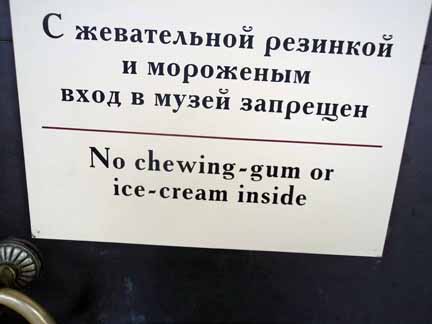 С жевательной резинкой
и мороженым
вход в музей запрещен
No chewing-gum or
ice-cream inside